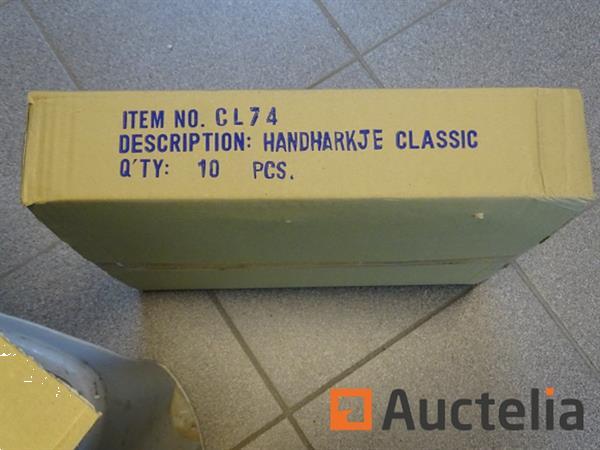 ITEM NO. CL74
DESCRIPTION: HANDHARKJE CLASSIC
Q'TY: 10 PCS.
Auctelia